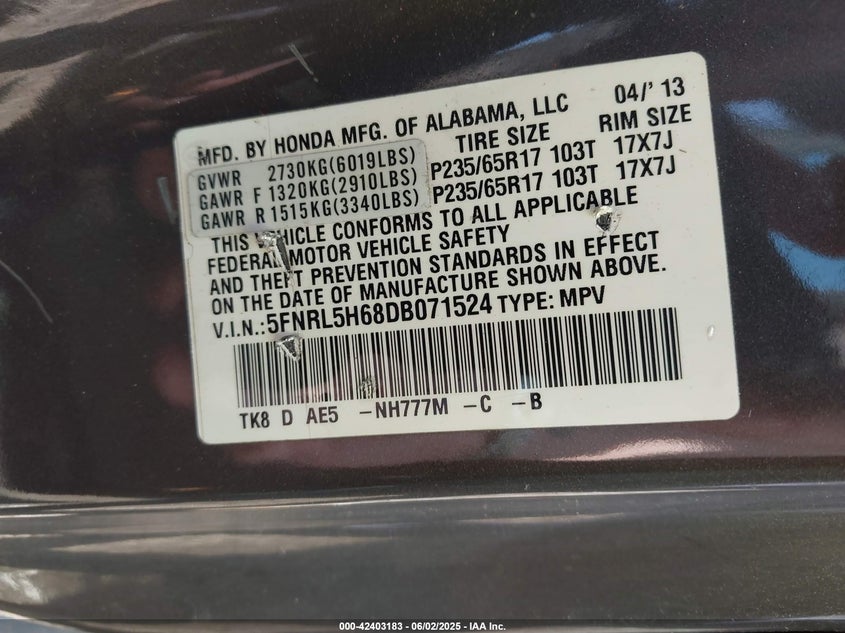 MFD. BY HONDA MFG. OF ALABAMA, LLC 04/' 13
TIRE SIZE RIM SIZE
GVWR 2730KG(6019LBS)
GAWR F 1320KG(2910LBS) P235/65R17 103T 17X7J
GAWR R 1515KG(3340LBS) P235/65R17 103T 17X7J
THIS VEHICLE CONFORMS TO ALL APPLICABLE
FEDERAL MOTOR VEHICLE SAFETY
AND THEFT PREVENTION STANDARDS IN EFFECT
ON THE DATE OF MANUFACTURE SHOWN ABOVE.
V.I.N.:5FNRL5H68DB071524 TYPE: MPV
TK8 D AE5 -NH777M -C -B
000-42403183 - 06/02/2025 - IAA Inc.